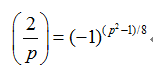 (2/p) = (-1)^{(p²-1)/8}